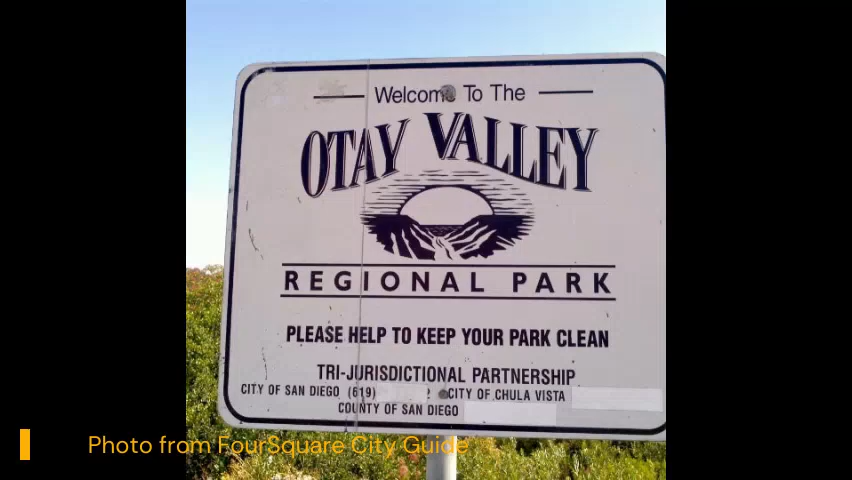 Welcome To The
OTAY VALLEY
REGIONAL PARK
PLEASE HELP TO KEEP YOUR PARK CLEAN
TRI-JURISDICTIONAL PARTNERSHIP
CITY OF SAN DIEGO (619) 2 CITY OF CHULA VISTA
COUNTY OF SAN DIEGO
Photo from FourSquare City Guide